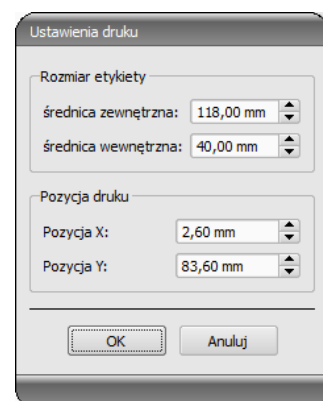 Ustawienia druku
Rozmiar etykiety
średnica zewnętrzna: 118,00 mm
średnica wewnętrzna: 40,00 mm
Pozycja druku
Pozycja X: 2,60 mm
Pozycja Y: 83,60 mm
OK Anuluj